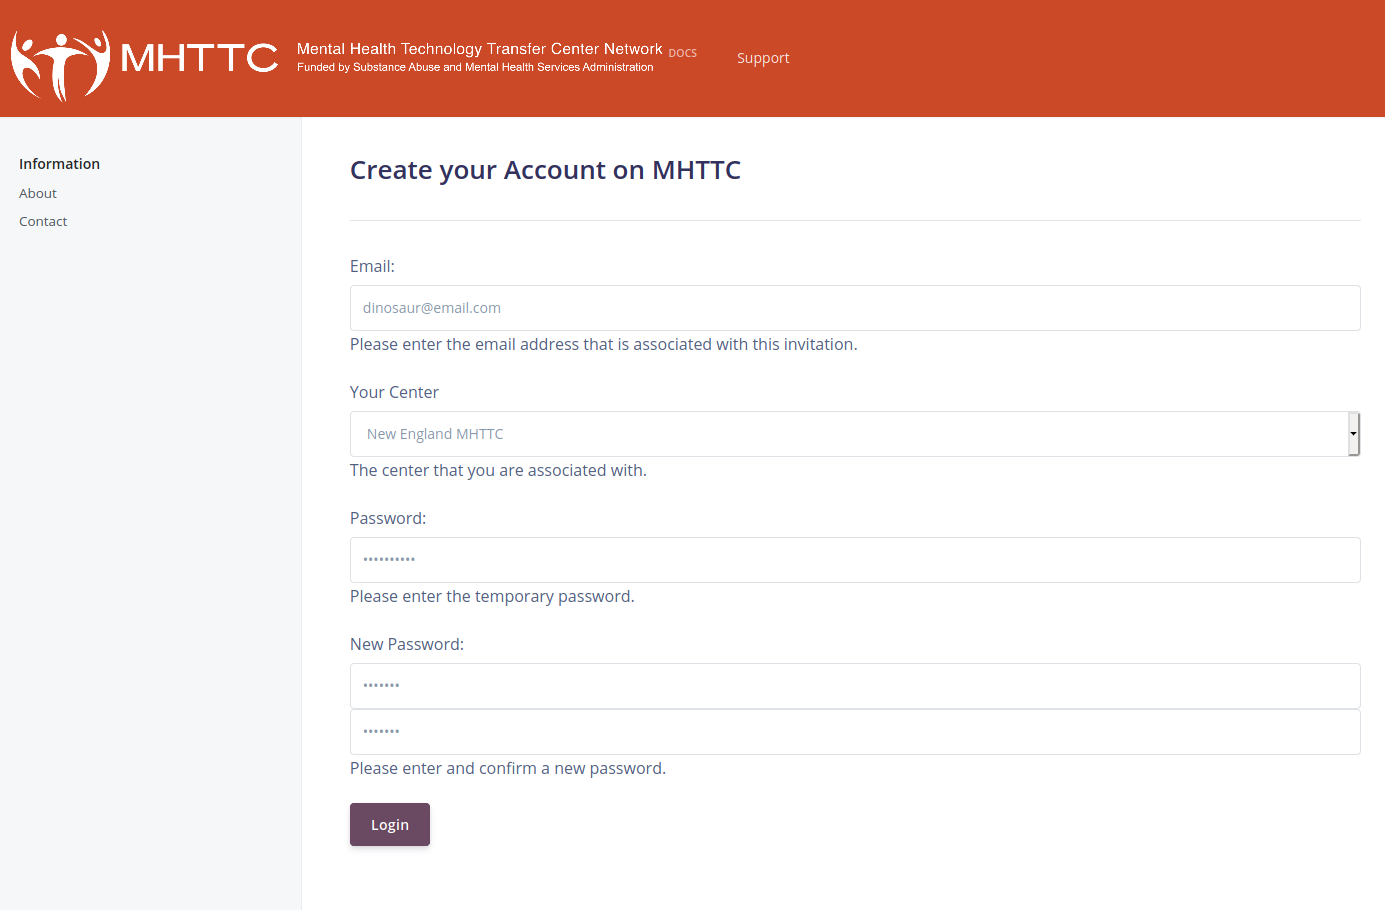 MHTTC
Mental Health Technology Transfer Center Network
Funded by Substance Abuse and Mental Health Services Administration
DOCS
Support
Information
About
Contact
Create your Account on MHTTC
Email:
dinosaur@email.com
Please enter the email address that is associated with this invitation.
Your Center
New England MHTTC
The center that you are associated with.
Password:
••••••••••
Please enter the temporary password.
New Password:
•••••••
•••••••
Please enter and confirm a new password.
Login